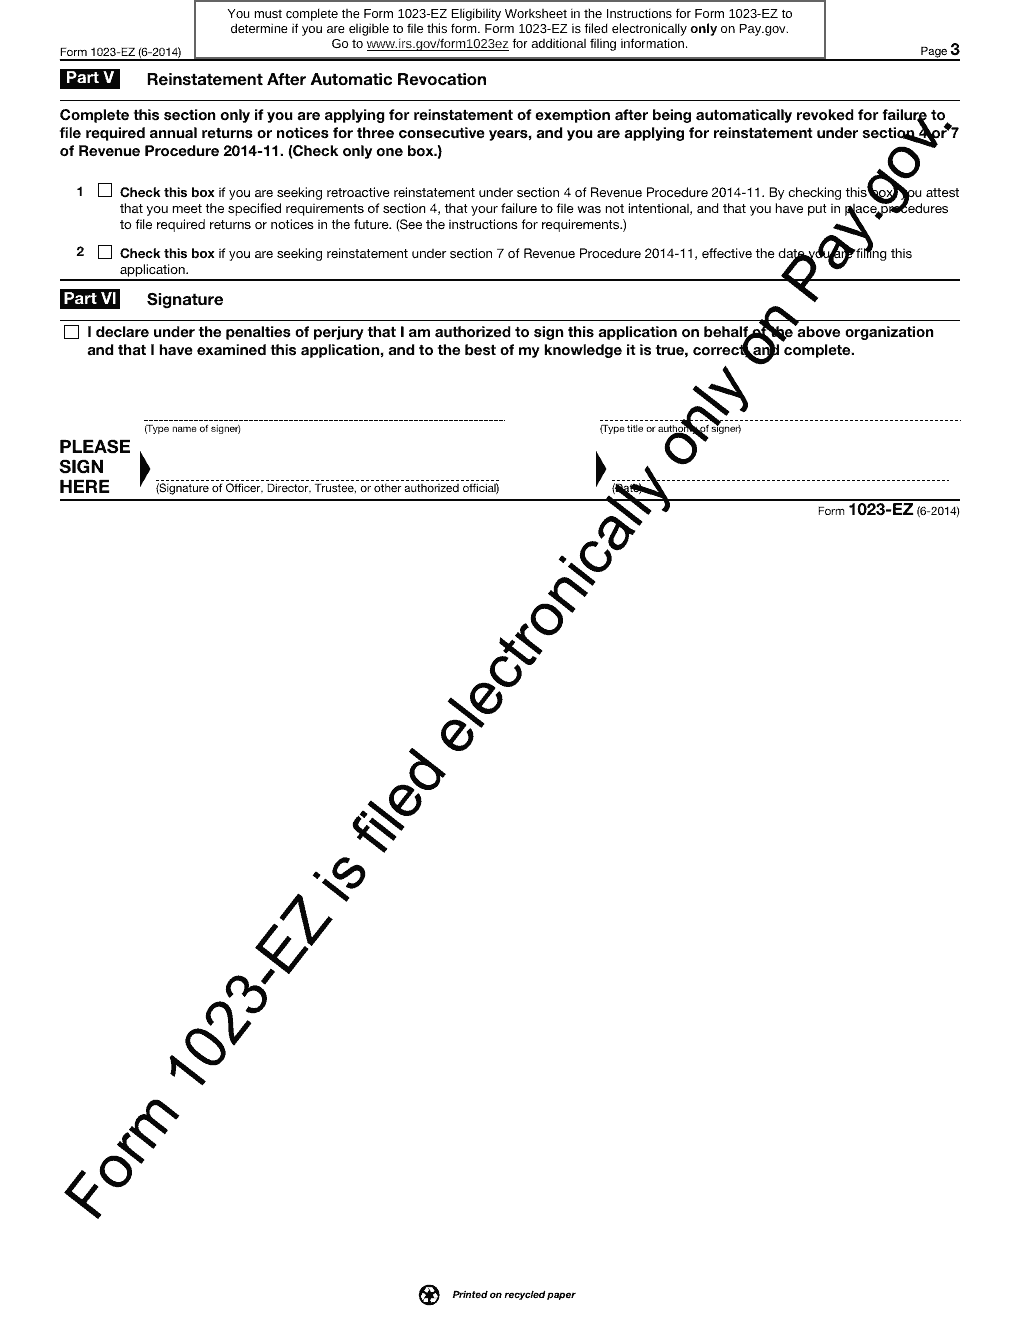 You must complete the Form 1023-EZ Eligibility Worksheet in the Instructions for Form 1023-EZ to
determine if you are eligible to file this form. Form 1023-EZ is filed electronically only on Pay.gov.
Go to www.irs.gov/form1023ez for additional filing information.
Form 1023-EZ (6-2014)
Page 3
Part V Reinstatement After Automatic Revocation
Complete this section only if you are applying for reinstatement of exemption after being automatically revoked for failure to
file required annual returns or notices for three consecutive years, and you are applying for reinstatement under section 4 or 7
of Revenue Procedure 2014-11. (Check only one box.)
1 Check this box if you are seeking retroactive reinstatement under section 4 of Revenue Procedure 2014-11. By checking this box, you attest
that you meet the specified requirements of section 4, that your failure to file was not intentional, and that you have put in place procedures
to file required returns or notices in the future. (See the instructions for requirements.)
2 Check this box if you are seeking reinstatement under section 7 of Revenue Procedure 2014-11, effective the date you are filing this
application.
Part VI Signature
I declare under the penalties of perjury that I am authorized to sign this application on behalf of the above organization
and that I have examined this application, and to the best of my knowledge it is true, correct, and complete.
(Type name of signer)
(Type title or authority of signer)
PLEASE
SIGN
HERE
(Signature of Officer, Director, Trustee, or other authorized official)
(Date)
Form 1023-EZ (6-2014)
Form 1023-EZ is filed electronically only on Pay.gov.
Printed on recycled paper